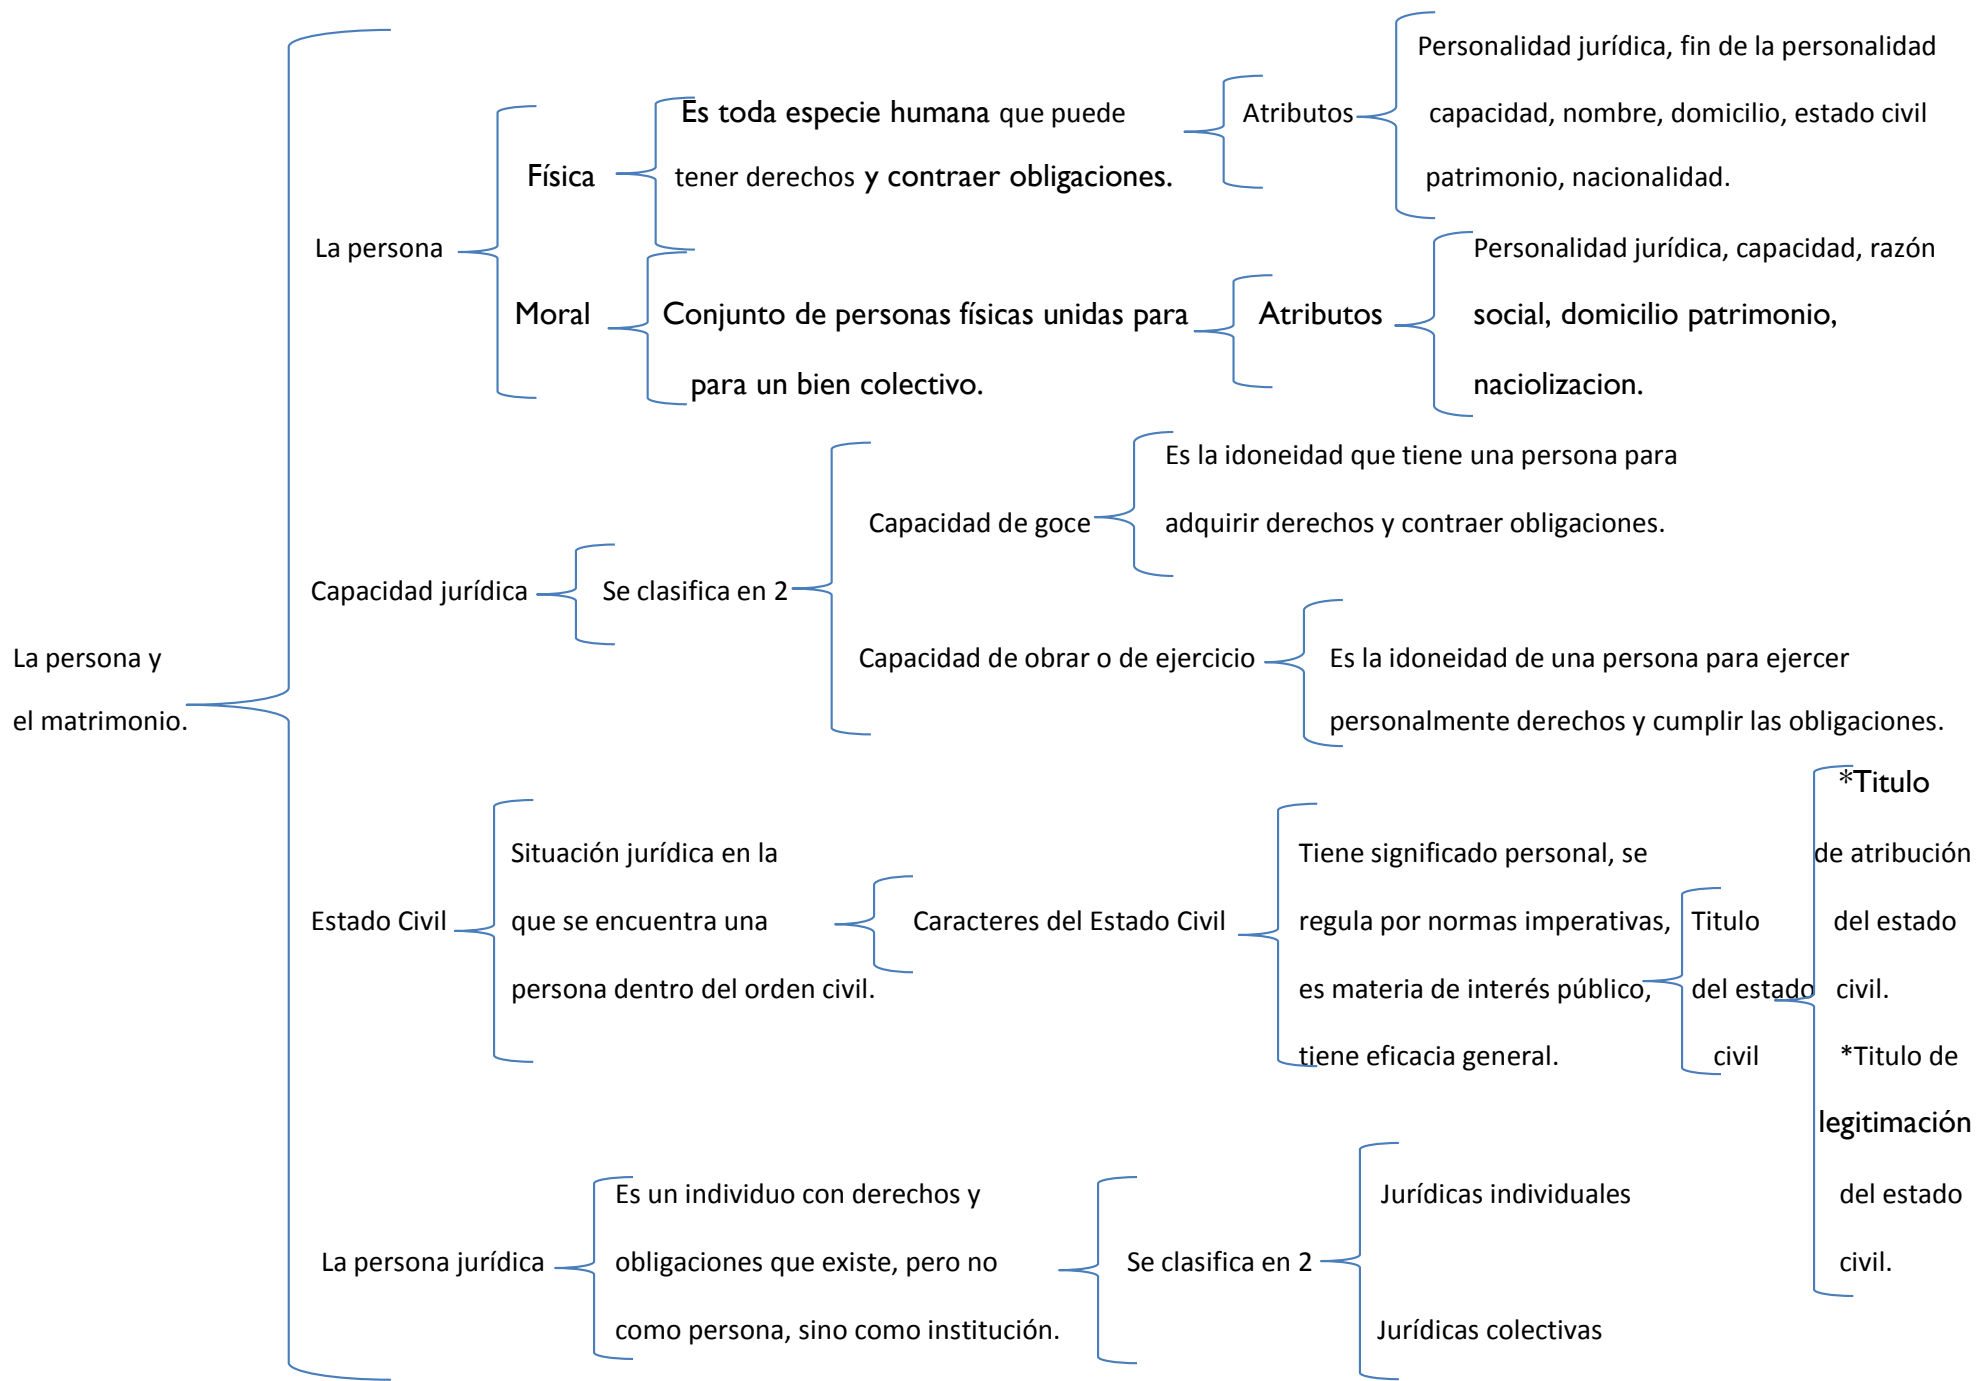 La persona y
el matrimonio.
La persona
Física
Es toda especie humana que puede
tener derechos y contraer obligaciones.
Atributos
Personalidad jurídica, fin de la personalidad
capacidad, nombre, domicilio, estado civil
patrimonio, nacionalidad.
Moral
Conjunto de personas físicas unidas para
para un bien colectivo.
Atributos
Personalidad jurídica, capacidad, razón
social, domicilio patrimonio,
naciolizacion.
Capacidad jurídica
Se clasifica en 2
Capacidad de goce
Es la idoneidad que tiene una persona para
adquirir derechos y contraer obligaciones.
Capacidad de obrar o de ejercicio
Es la idoneidad de una persona para ejercer
personalmente derechos y cumplir las obligaciones.
Estado Civil
Situación jurídica en la
que se encuentra una
persona dentro del orden civil.
Caracteres del Estado Civil
Tiene significado personal, se
regula por normas imperativas,
es materia de interés público,
tiene eficacia general.
Titulo
del estado
civil
*Titulo
de atribución
del estado
civil.
*Titulo de
legitimación
del estado
civil.
La persona jurídica
Es un individuo con derechos y
obligaciones que existe, pero no
como persona, sino como institución.
Se clasifica en 2
Jurídicas individuales
Jurídicas colectivas